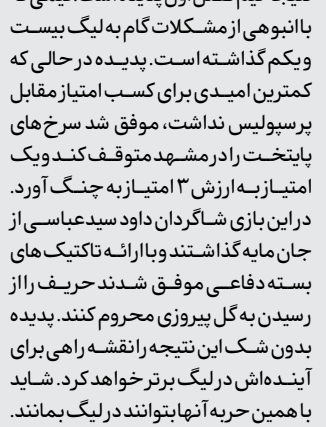 باانبوهی از مشکلات گام به لیگ بیست
ویکم گذاشته است. پدیده در حالی که
کمترین امیدی برای کسب امتیاز مقابل
پرسپولیس نداشت، موفق شد سرخ‌های
پایتخت را در مشهد متوقف کند و یک
امتیاز به ارزش ۳ امتیاز به چنگ آورد.
در این بازی شاگردان داود سیدعباسی از
جان مایه گذاشتند و با ارائه تاکتیک‌های
بسته دفاعی موفق شدند حریف را از
رسیدن به گل پیروزی محروم کنند. پدیده
بدون شک این نتیجه را نقشه راهی برای
آینده‌اش در لیگ برتر خواهد کرد. شاید
با همین حربه آنها بتوانند در لیگ بمانند.